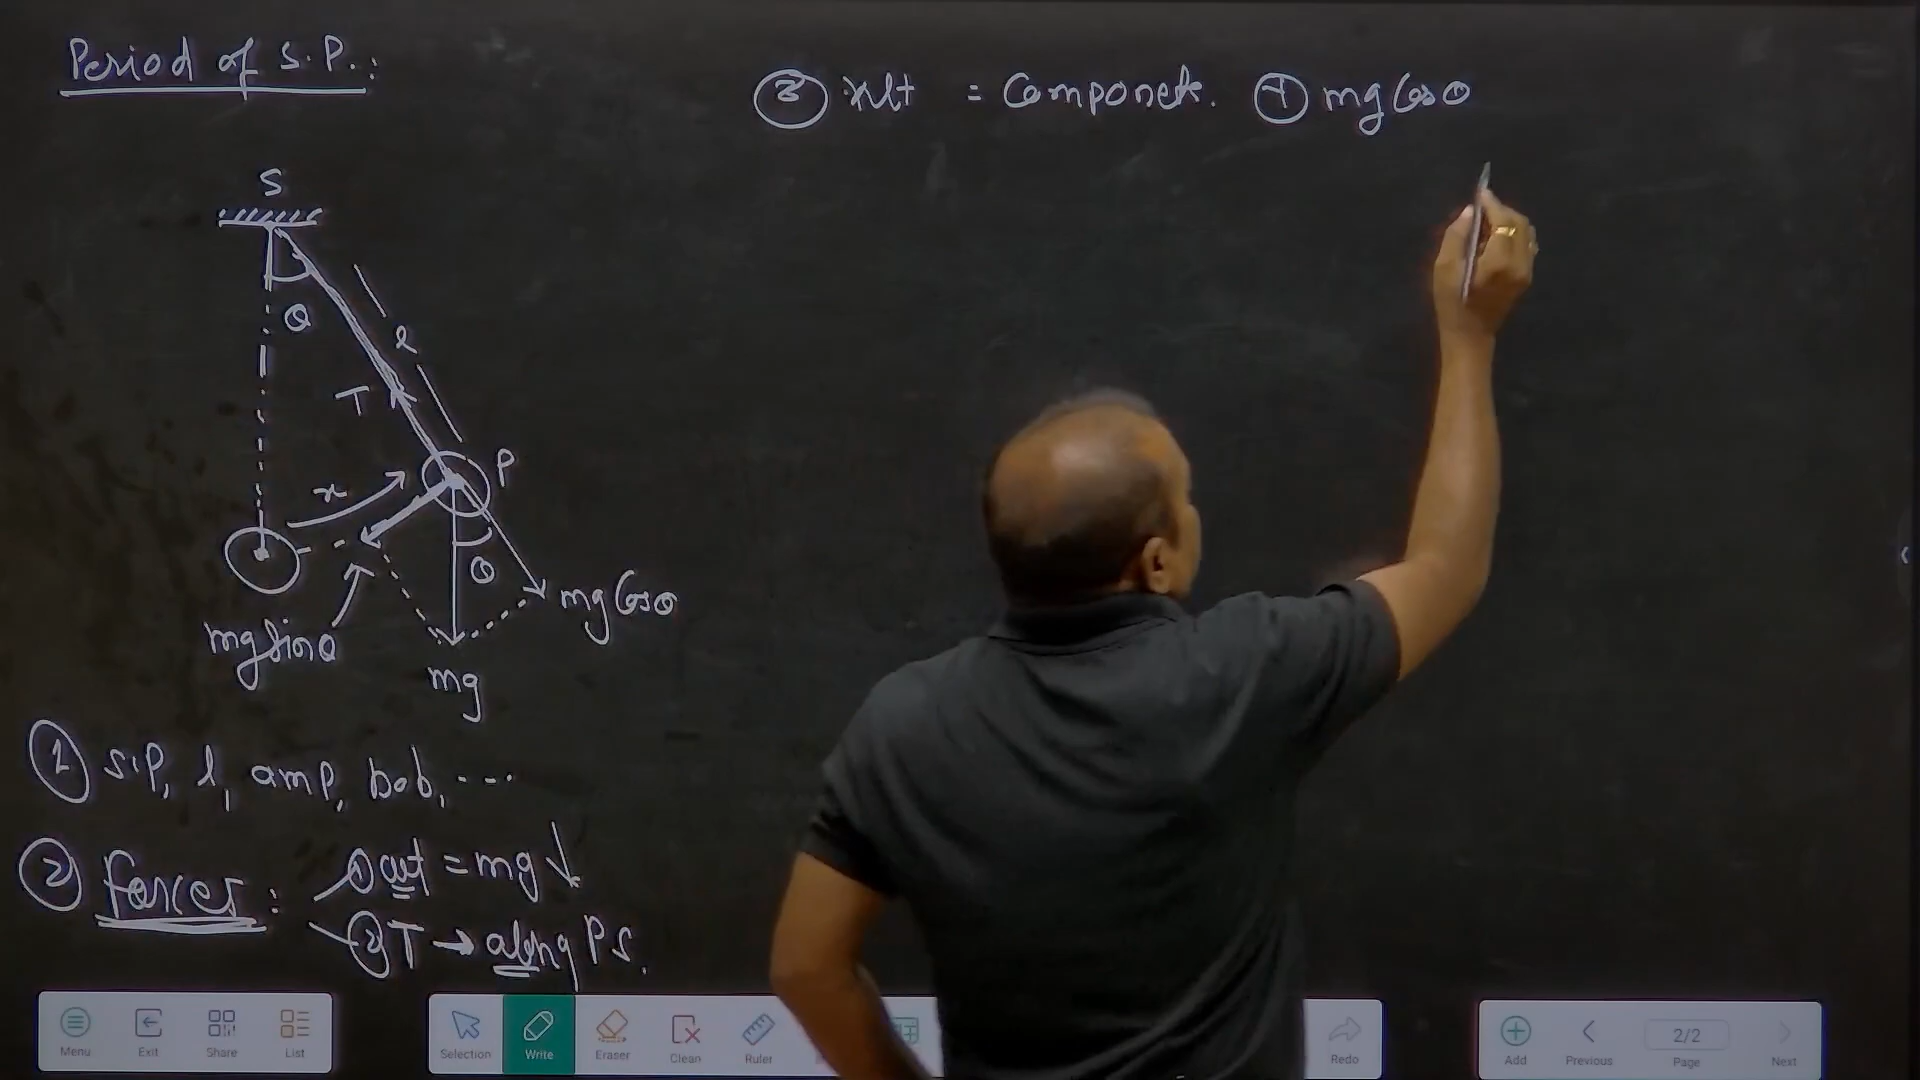 Period of S.P.:
S
θ
l
T
P
x
θ
mg Cosθ
mg sinθ
mg
① S.P, l, amp, bob, ---
② Forces: ① wt = mg ↓
② T → along PS.
③ = Component. ① mg Cosθ
Menu Exit Share List
Selection Write Eraser Clean Ruler
Redo
Add Previous 2/2 Page Next